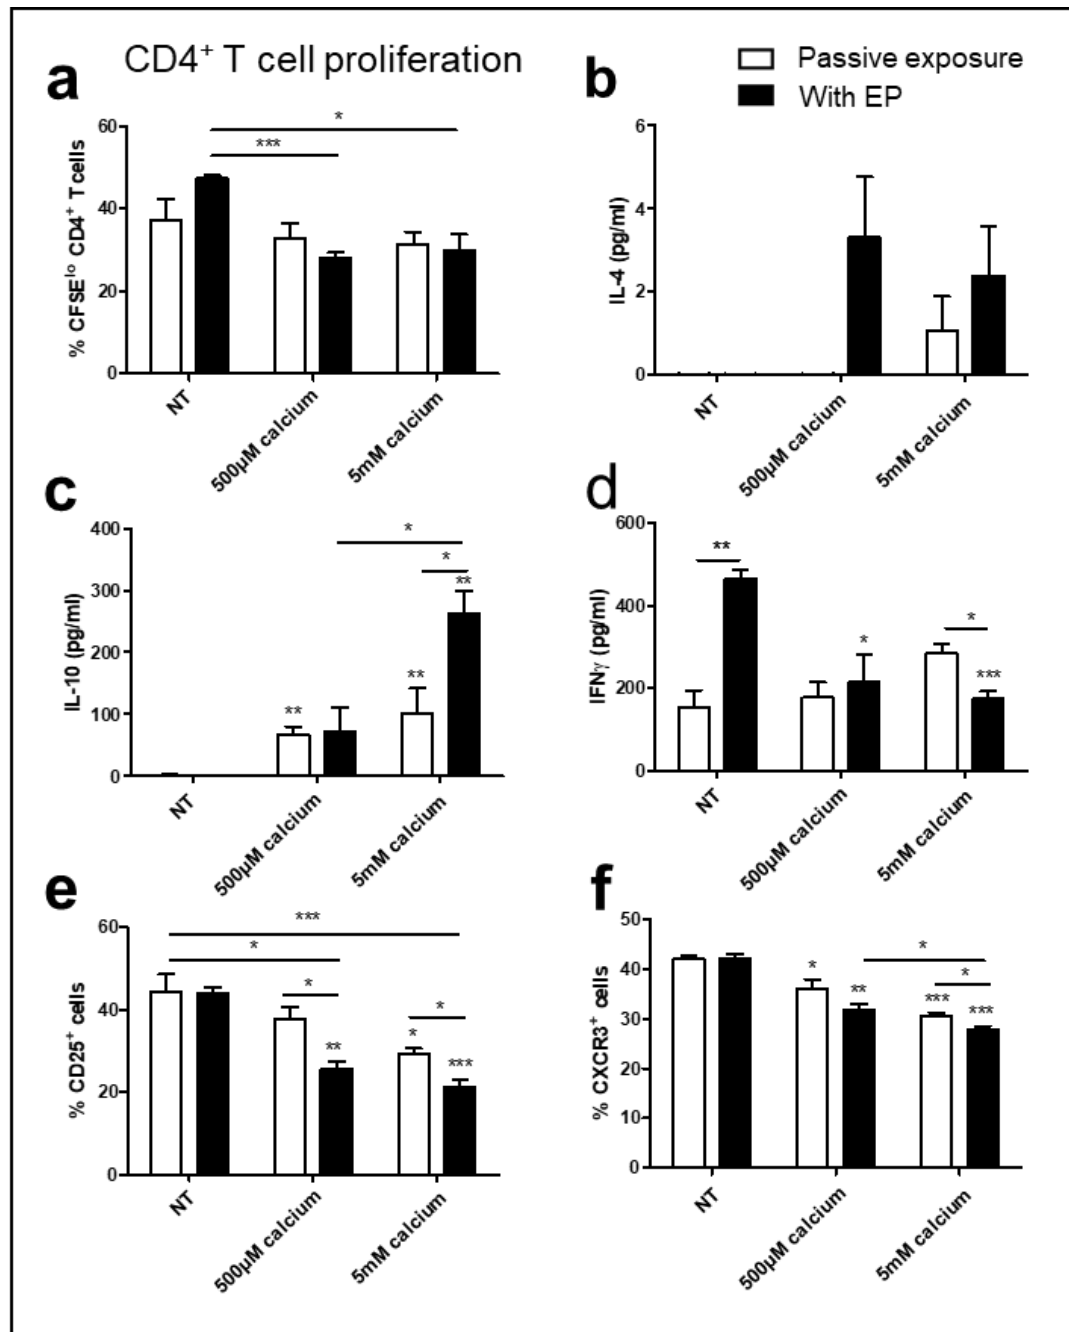 a
CD4⁺ T cell proliferation
b
Passive exposure
With EP
% CFSEˡᵒ CD4⁺ T cells
60
40
20
0
***
*
NT
500µM calcium
5mM calcium
IL-4 (pg/ml)
6
4
2
0
NT
500µM calcium
5mM calcium
c
IL-10 (pg/ml)
400
300
200
100
0
*
*
**
**
**
NT
500µM calcium
5mM calcium
d
IFNγ (pg/ml)
600
400
200
0
**
*
*
***
NT
500µM calcium
5mM calcium
e
% CD25⁺ cells
60
40
20
0
***
*
*
**
*
*
***
NT
500µM calcium
5mM calcium
f
% CXCR3⁺ cells
50
40
30
20
10
0
*
*
*
**
***
***
NT
500µM calcium
5mM calcium